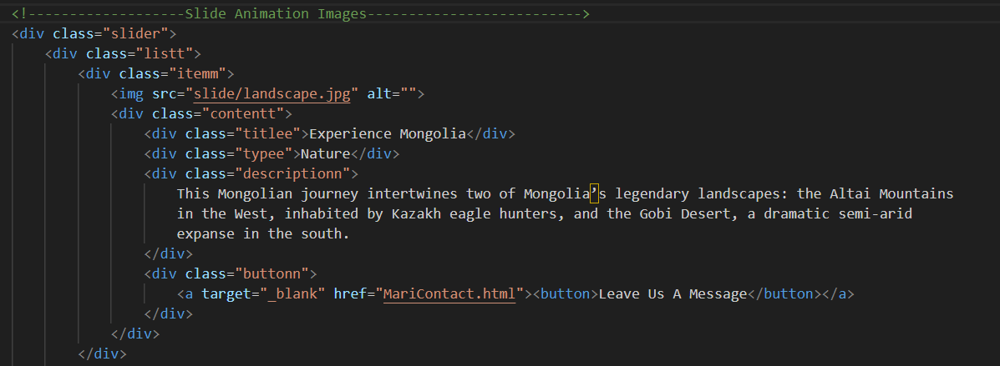 <!-------------------Slide Animation Images-------------------------->
<div class="slider">
<div class="listt">
<div class="itemm">
<img src="slide/landscape.jpg" alt="">
<div class="contentt">
<div class="titlee">Experience Mongolia</div>
<div class="typee">Nature</div>
<div class="descriptionn">
This Mongolian journey intertwines two of Mongolia’s legendary landscapes: the Altai Mountains
in the West, inhabited by Kazakh eagle hunters, and the Gobi Desert, a dramatic semi-arid
expanse in the south.
</div>
<div class="buttonn">
<a target="_blank" href="MariContact.html"><button>Leave Us A Message</button></a>
</div>
</div>
</div>